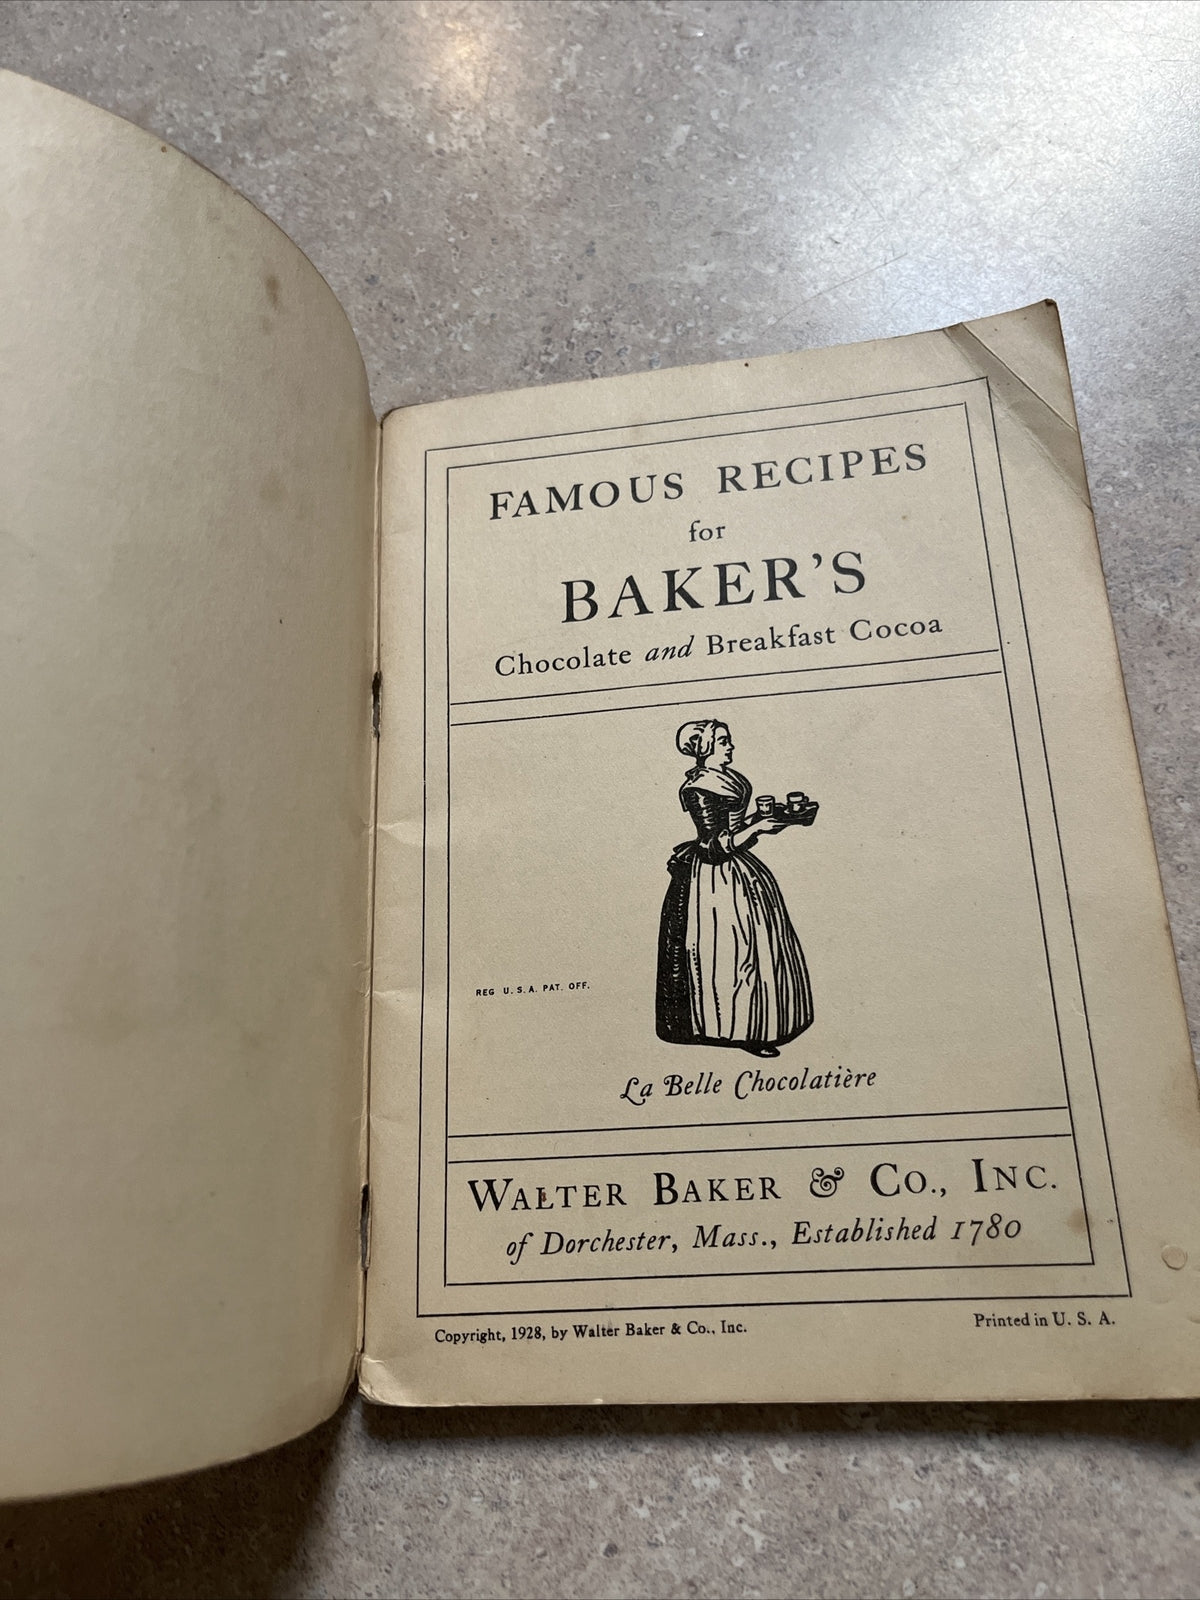 FAMOUS RECIPES
for
BAKER'S
Chocolate and Breakfast Cocoa
REG U.S.A. PAT. OFF.
La Belle Chocolatière
WALTER BAKER & CO., INC.
of Dorchester, Mass., Established 1780
Copyright, 1928, by Walter Baker & Co., Inc.
Printed in U. S. A.